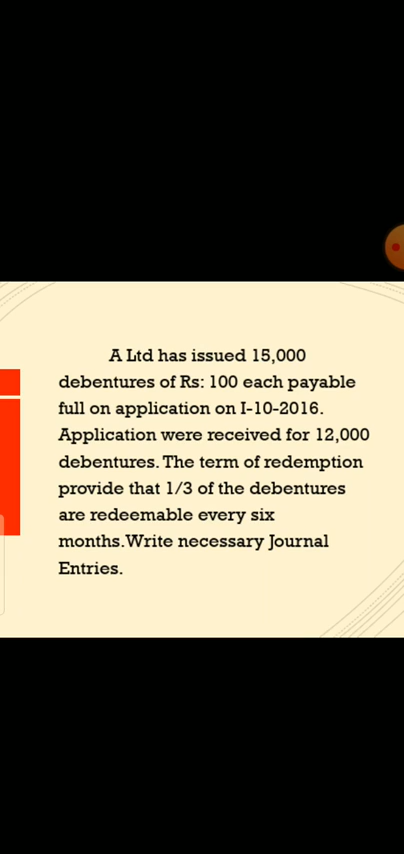 A Ltd has issued 15,000
debentures of Rs: 100 each payable
full on application on I-10-2016.
Application were received for 12,000
debentures. The term of redemption
provide that 1/3 of the debentures
are redeemable every six
months.Write necessary Journal
Entries.